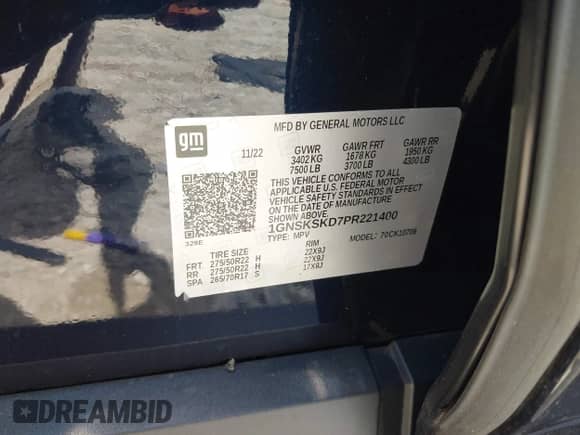 gm
MFD BY GENERAL MOTORS LLC
11/22 GVWR GAWR FRT GAWR RR
3402 KG 1678 KG 1950 KG
7500 LB 3700 LB 4300 LB
THIS VEHICLE CONFORMS TO ALL
APPLICABLE U.S. FEDERAL MOTOR
VEHICLE SAFETY STANDARDS IN EFFECT
ON THE DATE OF MANUFACTURE
SHOWN ABOVE.
1GNSKSKD7PR221400
TYPE: MPV MODEL: 70CK10706
329E
TIRE SIZE RIM
FRT 275/50R22 H 22X9J
RR 275/50R22 H 22X9J
SPA 265/70R17 S 17X8J
DREAMBID